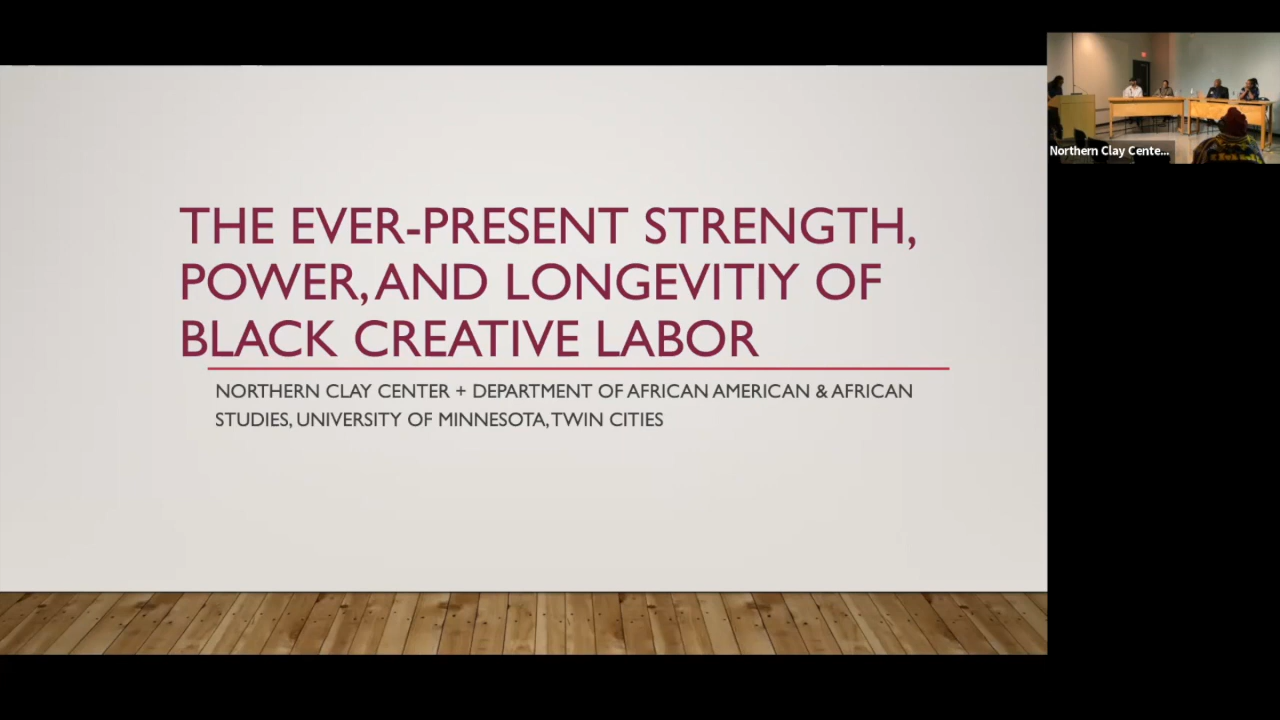 THE EVER-PRESENT STRENGTH,
POWER, AND LONGEVITIY OF
BLACK CREATIVE LABOR
NORTHERN CLAY CENTER + DEPARTMENT OF AFRICAN AMERICAN & AFRICAN
STUDIES, UNIVERSITY OF MINNESOTA, TWIN CITIES
Northern Clay Cente...